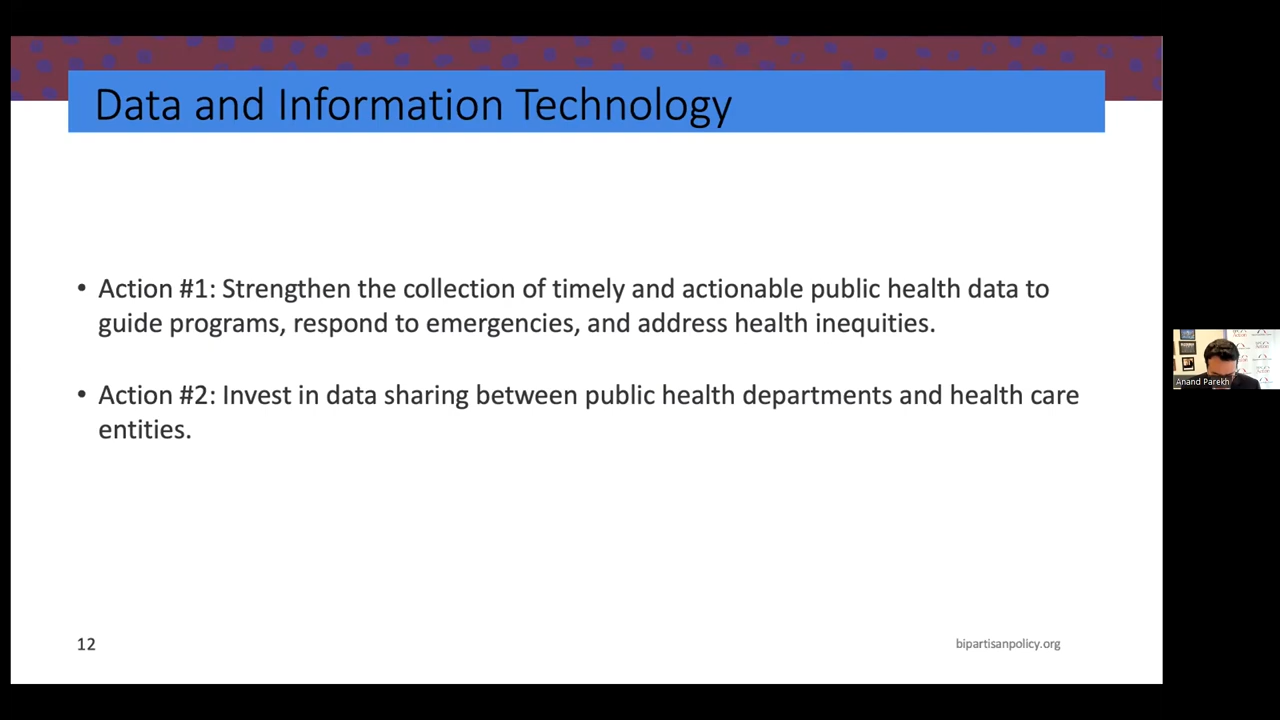 Data and Information Technology
• Action #1: Strengthen the collection of timely and actionable public health data to
guide programs, respond to emergencies, and address health inequities.
• Action #2: Invest in data sharing between public health departments and health care
entities.
Anand Parekh
12
bipartisanpolicy.org